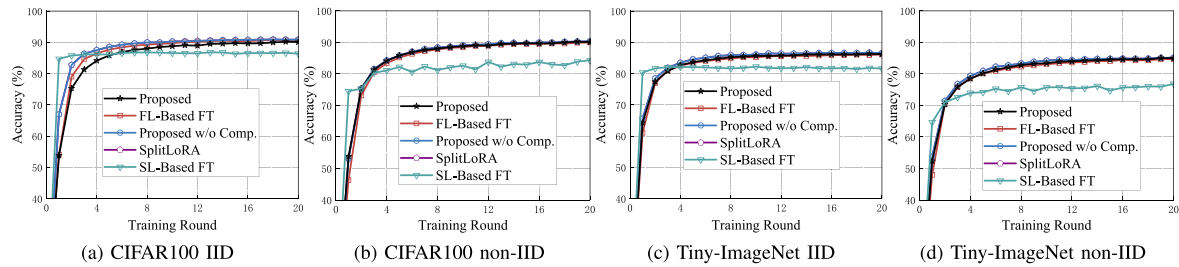 100
90
80
70
60
50
40
Accuracy (%)
Proposed
FL-Based FT
Proposed w/o Comp.
SplitLoRA
SL-Based FT
0 4 8 12 16 20
Training Round
(a) CIFAR100 IID
100
90
80
70
60
50
40
Accuracy (%)
Proposed
FL-Based FT
Proposed w/o Comp.
SplitLoRA
SL-Based FT
0 4 8 12 16 20
Training Round
(b) CIFAR100 non-IID
100
90
80
70
60
50
40
Accuracy (%)
Proposed
FL-Based FT
Proposed w/o Comp.
SplitLoRA
SL-Based FT
0 4 8 12 16 20
Training Round
(c) Tiny-ImageNet IID
100
90
80
70
60
50
40
Accuracy (%)
Proposed
FL-Based FT
Proposed w/o Comp.
SplitLoRA
SL-Based FT
0 4 8 12 16 20
Training Round
(d) Tiny-ImageNet non-IID